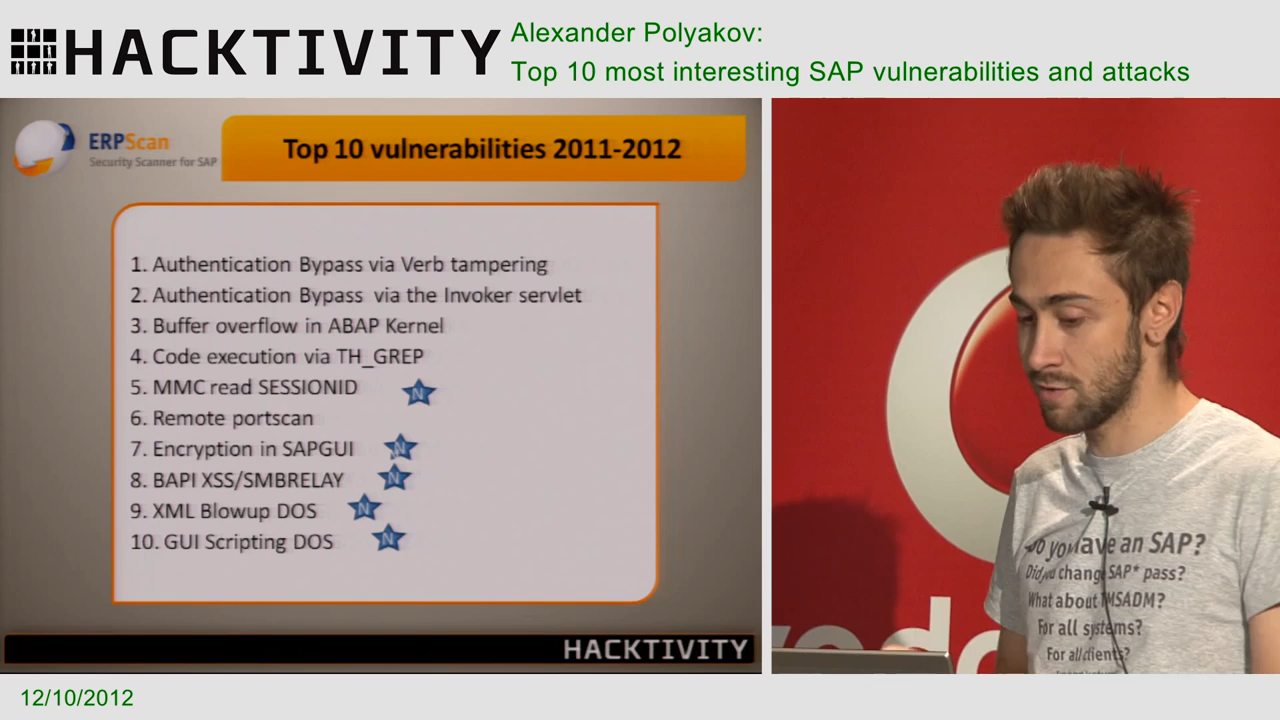 HACKTIVITY
Alexander Polyakov:
Top 10 most interesting SAP vulnerabilities and attacks
ERPScan
Security Scanner for SAP
Top 10 vulnerabilities 2011-2012
1. Authentication Bypass via Verb tampering
2. Authentication Bypass via the Invoker servlet
3. Buffer overflow in ABAP Kernel
4. Code execution via TH_GREP
5. MMC read SESSIONID N
6. Remote portscan
7. Encryption in SAPGUI N
8. BAPI XSS/SMBRELAY N
9. XML Blowup DOS N
10. GUI Scripting DOS N
HACKTIVITY
Do you have an SAP?
Did you change SAP* pass?
What about TMSADM?
For all systems?
For all clients?
12/10/2012